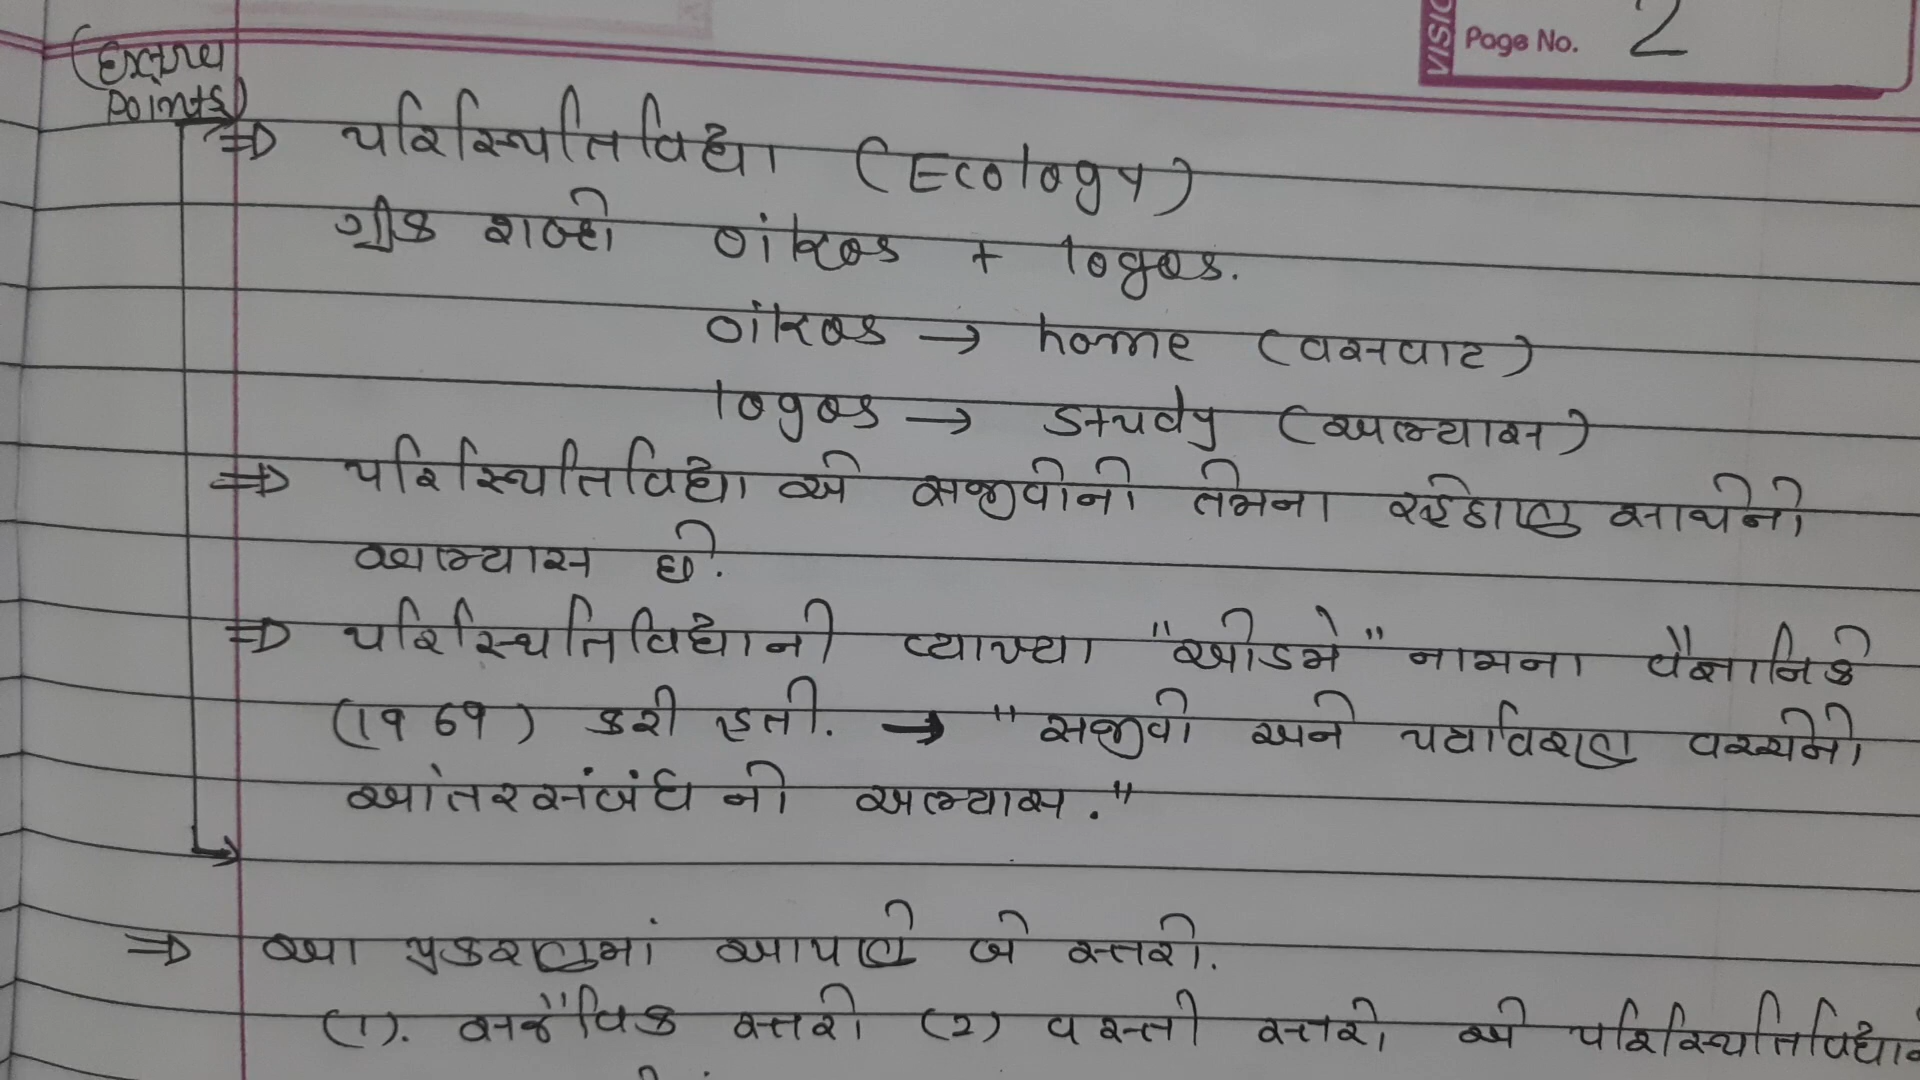 VISIO
Page No. 2
(Extra
Points)
⇒ પરિસ્થિતિવિદ્યા (Ecology)
ગ્રીક શબ્દો oikos + logos.
oikos → home (વસવાટ)
logos → study (અભ્યાસ)
⇒ પરિસ્થિતિવિદ્યા એ સજીવોનો તેમના રહેઠાણ સાથેનો
અભ્યાસ છે.
⇒ પરિસ્થિતિવિદ્યાની વ્યાખ્યા "ઓડમે" નામના વૈજ્ઞાનિકે
(1969) કરી હતી. → "સજીવો અને પર્યાવરણ વચ્ચેનો
આંતરસંબંધ નો અભ્યાસ."
⇒ આ પ્રકરણમાં આપણે બે સ્તરો.
(1). સજૈવિક સ્તરો (2) વસ્તી સ્તરો એ પરિસ્થિતિવિદ્યા